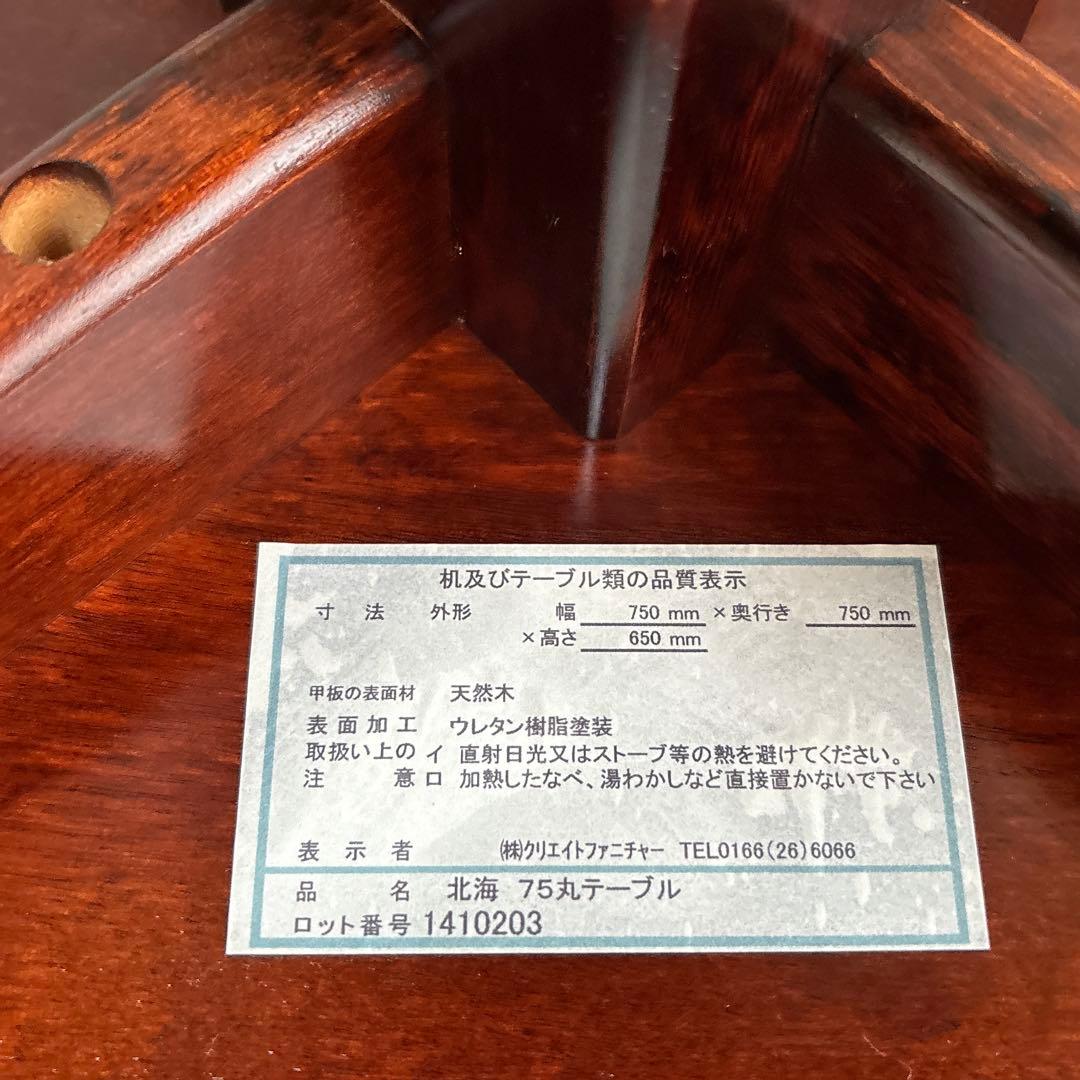 机及びテーブル類の品質表示
寸 法 外形 幅 750 mm ×奥行き 750 mm
×高さ 650 mm
甲板の表面材 天然木
表面加工 ウレタン樹脂塗装
取扱い上の イ 直射日光又はストーブ等の熱を避けてください。
注 意 ロ 加熱したなべ、湯わかしなど直接置かないで下さい
表 示 者 ㈱クリエイトファニチャー TEL0166(26)6066
品 名 北海 75丸テーブル
ロット番号 1410203